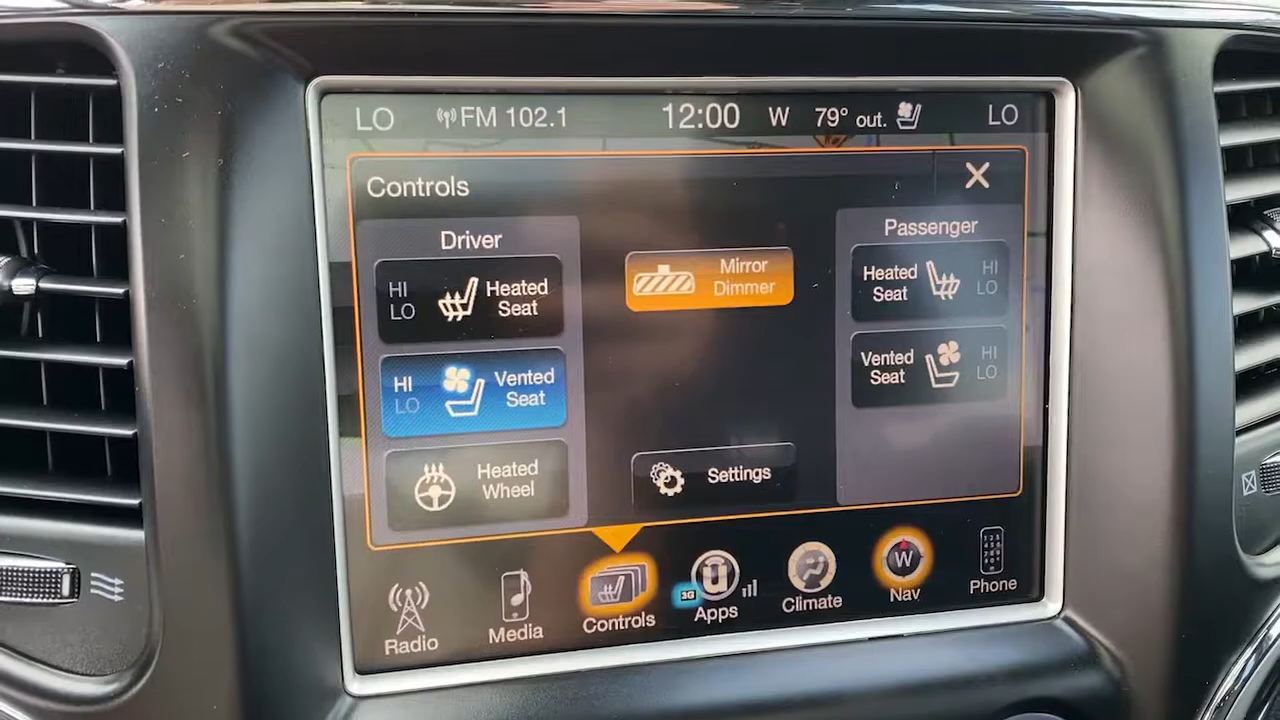 LO FM 102.1 12:00 W 79° out. LO
Controls
Driver
HI
LO
Heated
Seat
HI
LO
Vented
Seat
Heated
Wheel
Mirror
Dimmer
Settings
Passenger
Heated
Seat
HI
LO
Vented
Seat
HI
LO
Radio
Media
Controls
3G
Apps
Climate
W
Nav
Phone